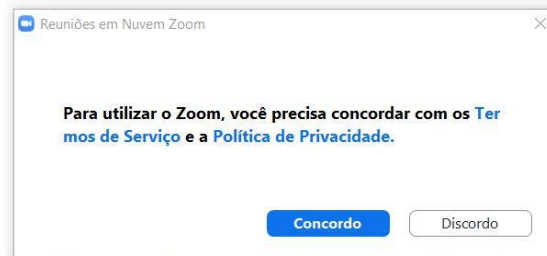 Reuniões em Nuvem Zoom
Para utilizar o Zoom, você precisa concordar com os Ter
mos de Serviço e a Política de Privacidade.
Concordo
Discordo